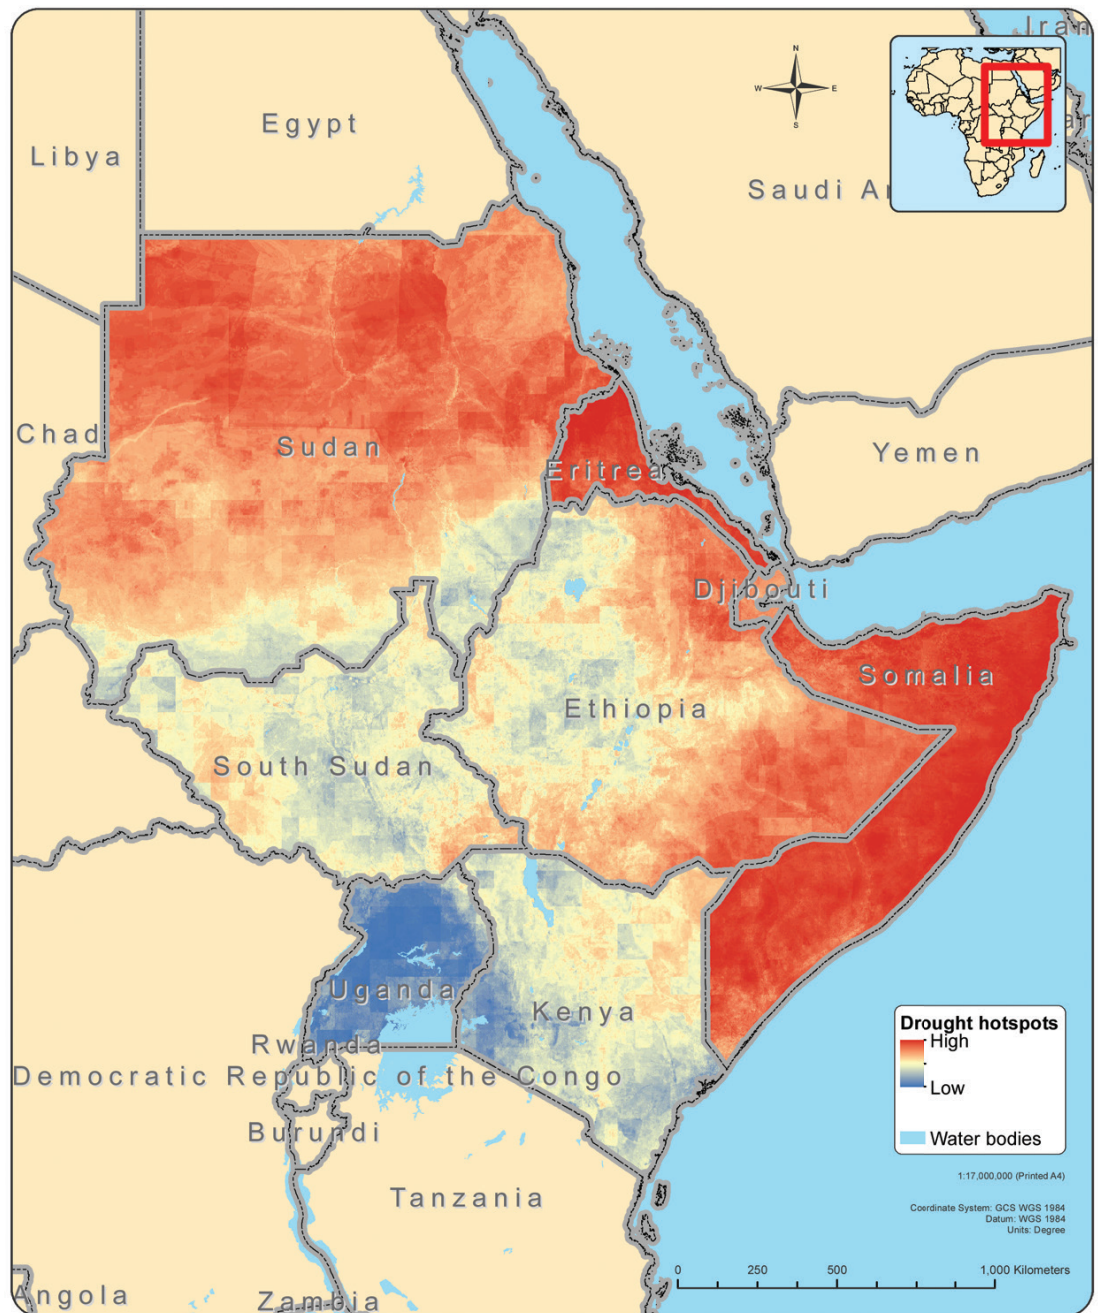 Iran
N
W E
S
Egypt
Libya
Saudi A
Chad
Sudan
Yemen
Eritrea
Djibouti
Somalia
Ethiopia
South Sudan
Uganda
Kenya
Rwanda
Democratic Republic of the Congo
Burundi
Tanzania
Angola
Zambia
Drought hotspots
High
Low
Water bodies
1:17,000,000 (Printed A4)
Coordinate System: GCS WGS 1984
Datum: WGS 1984
Units: Degree
0 250 500 1,000 Kilometers